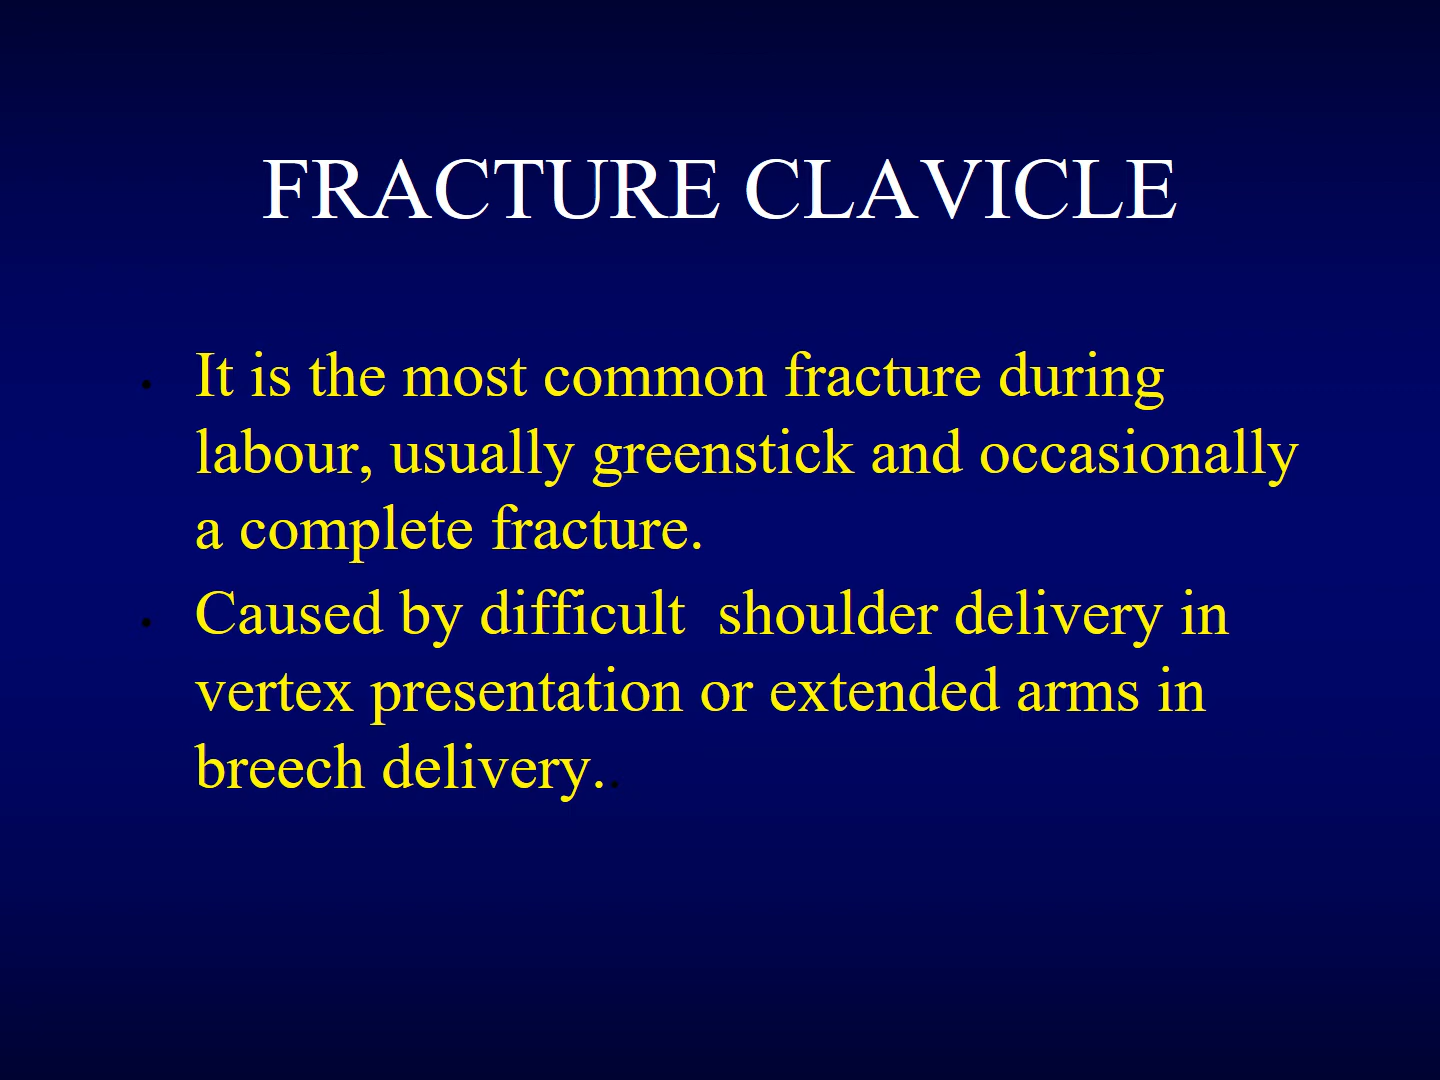 FRACTURE CLAVICLE
• It is the most common fracture during
labour, usually greenstick and occasionally
a complete fracture.
• Caused by difficult  shoulder delivery in
vertex presentation or extended arms in
breech delivery..